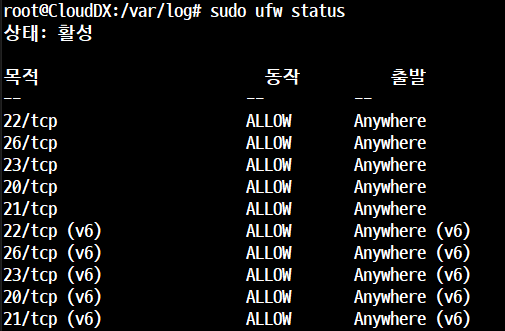 root@CloudDX:/var/log# sudo ufw status
상태: 활성
목적 동작 출발
-- -- --
22/tcp ALLOW Anywhere
26/tcp ALLOW Anywhere
23/tcp ALLOW Anywhere
20/tcp ALLOW Anywhere
21/tcp ALLOW Anywhere
22/tcp (v6) ALLOW Anywhere (v6)
26/tcp (v6) ALLOW Anywhere (v6)
23/tcp (v6) ALLOW Anywhere (v6)
20/tcp (v6) ALLOW Anywhere (v6)
21/tcp (v6) ALLOW Anywhere (v6)